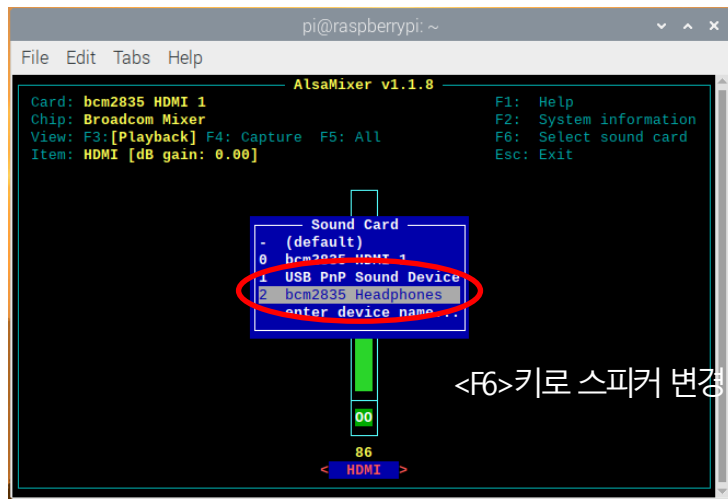 pi@raspberrypi: ~
File Edit Tabs Help
AlsaMixer v1.1.8
Card: bcm2835 HDMI 1 F1: Help
Chip: Broadcom Mixer F2: System information
View: F3:[Playback] F4: Capture F5: All F6: Select sound card
Item: HDMI [dB gain: 0.00] Esc: Exit
Sound Card
- (default)
0 bcm2835 HDMI 1
1 USB PnP Sound Device
2 bcm2835 Headphones
enter device name...
<F6>키로 스피커 변경
OO
86
< HDMI >